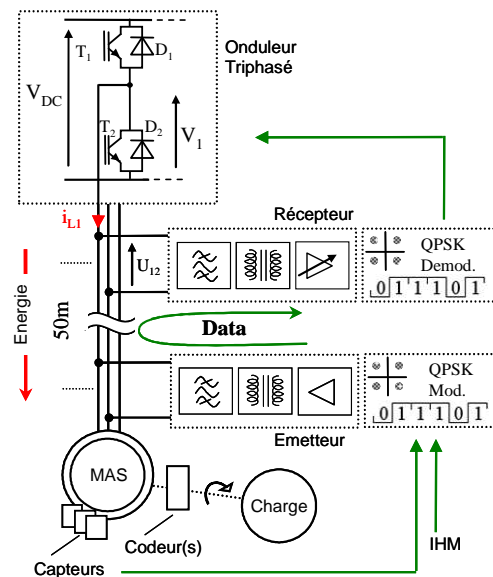 Onduleur
Triphasé
T1
D1
VDC
T2
D2
V1
iL1
Récepteur
U12
QPSK
Demod.
0 1 1 1 0 1
Energie
50m
Data
QPSK
Mod.
0 1 1 1 0 1
Emetteur
MAS
Charge
Codeur(s)
Capteurs
IHM